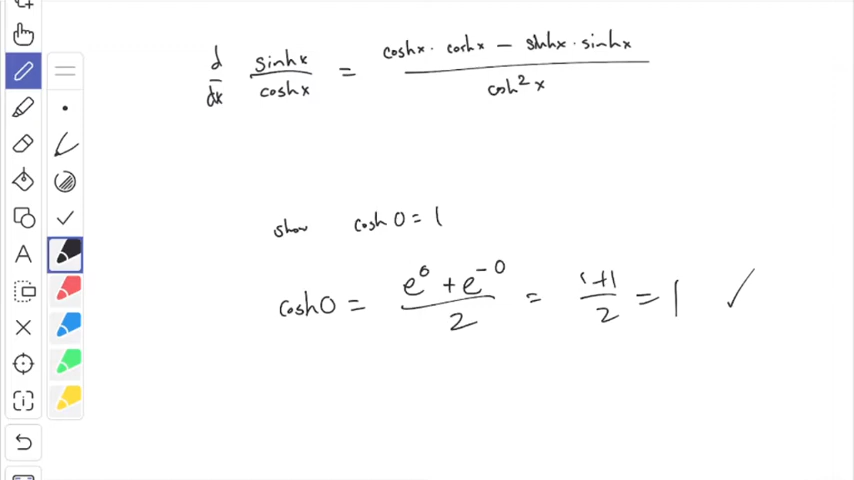 d/dx sinhx/coshx = (coshx · coshx − sinhx · sinhx)/cosh²x
show cosh 0 = 1
cosh0 = (e⁰ + e⁻⁰)/2 = (1+1)/2 = 1 ✓